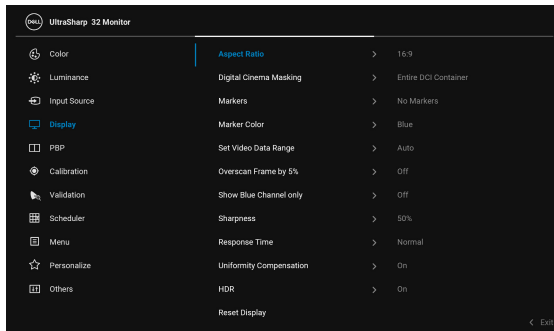 DELL UltraSharp 32 Monitor
Color Aspect Ratio > 16:9
Luminance Digital Cinema Masking > Entire DCI Container
Input Source Markers > No Markers
Display Marker Color > Blue
PBP Set Video Data Range > Auto
Calibration Overscan Frame by 5% > Off
Validation Show Blue Channel only > Off
Scheduler Sharpness > 50%
Menu Response Time > Normal
Personalize Uniformity Compensation > On
Others HDR > On
Reset Display
< Exit